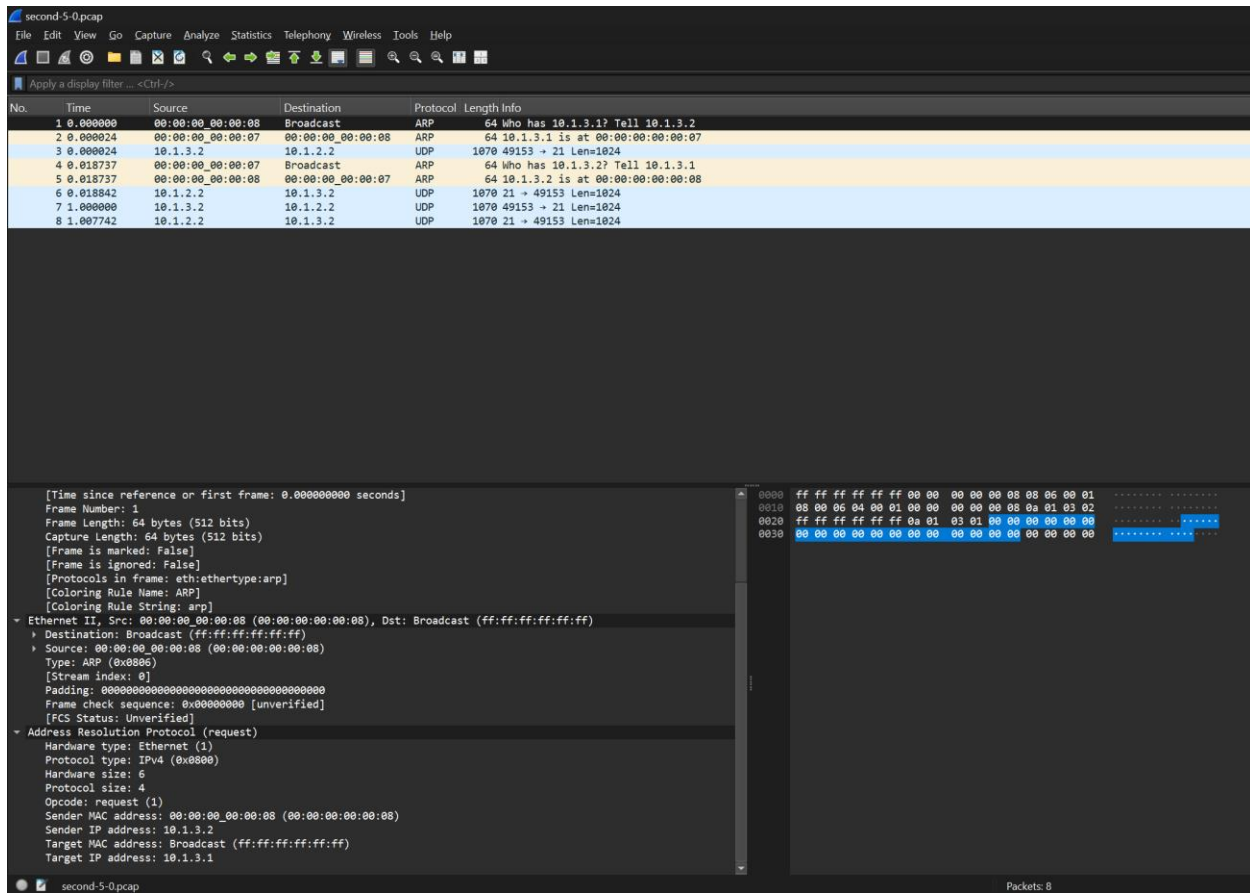 second-5-0.pcap
File Edit View Go Capture Analyze Statistics Telephony Wireless Tools Help
Apply a display filter ... <Ctrl-/>
No. Time Source Destination Protocol Length Info
1 0.000000 00:00:00_00:00:08 Broadcast ARP 64 Who has 10.1.3.1? Tell 10.1.3.2
2 0.000024 00:00:00_00:00:07 00:00:00_00:00:08 ARP 64 10.1.3.1 is at 00:00:00:00:00:07
3 0.000024 10.1.3.2 10.1.2.2 UDP 1070 49153 → 21 Len=1024
4 0.018737 00:00:00_00:00:07 Broadcast ARP 64 Who has 10.1.3.2? Tell 10.1.3.1
5 0.018737 00:00:00_00:00:08 00:00:00_00:00:07 ARP 64 10.1.3.2 is at 00:00:00:00:00:08
6 0.018842 10.1.2.2 10.1.3.2 UDP 1070 21 → 49153 Len=1024
7 1.000000 10.1.3.2 10.1.2.2 UDP 1070 49153 → 21 Len=1024
8 1.007742 10.1.2.2 10.1.3.2 UDP 1070 21 → 49153 Len=1024
[Time since reference or first frame: 0.000000000 seconds]
Frame Number: 1
Frame Length: 64 bytes (512 bits)
Capture Length: 64 bytes (512 bits)
[Frame is marked: False]
[Frame is ignored: False]
[Protocols in frame: eth:ethertype:arp]
[Coloring Rule Name: ARP]
[Coloring Rule String: arp]
Ethernet II, Src: 00:00:00_00:00:08 (00:00:00:00:00:08), Dst: Broadcast (ff:ff:ff:ff:ff:ff)
Destination: Broadcast (ff:ff:ff:ff:ff:ff)
Source: 00:00:00_00:00:08 (00:00:00:00:00:08)
Type: ARP (0x0806)
[Stream index: 0]
Padding: 000000000000000000000000000000000000
Frame check sequence: 0x00000000 [unverified]
[FCS Status: Unverified]
Address Resolution Protocol (request)
Hardware type: Ethernet (1)
Protocol type: IPv4 (0x0800)
Hardware size: 6
Protocol size: 4
Opcode: request (1)
Sender MAC address: 00:00:00_00:00:08 (00:00:00:00:00:08)
Sender IP address: 10.1.3.2
Target MAC address: Broadcast (ff:ff:ff:ff:ff:ff)
Target IP address: 10.1.3.1
0000 ff ff ff ff ff ff 00 00 00 00 00 08 08 06 00 01 ········ ········
0010 08 00 06 04 00 01 00 00 00 00 00 08 0a 01 03 02 ········ ········
0020 ff ff ff ff ff ff 0a 01 03 01 00 00 00 00 00 00 ········ ········
0030 00 00 00 00 00 00 00 00 00 00 00 00 00 00 00 00 ········ ········
second-5-0.pcap Packets: 8